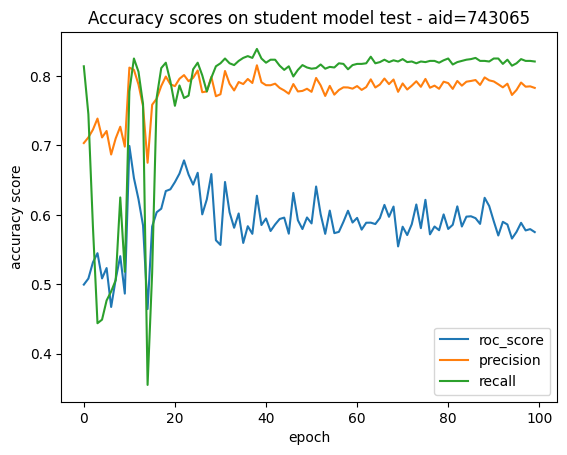 Accuracy scores on student model test - aid=743065
accuracy score
0.8
0.7
0.6
0.5
0.4
0
20
40
60
80
100
epoch
roc_score
precision
recall